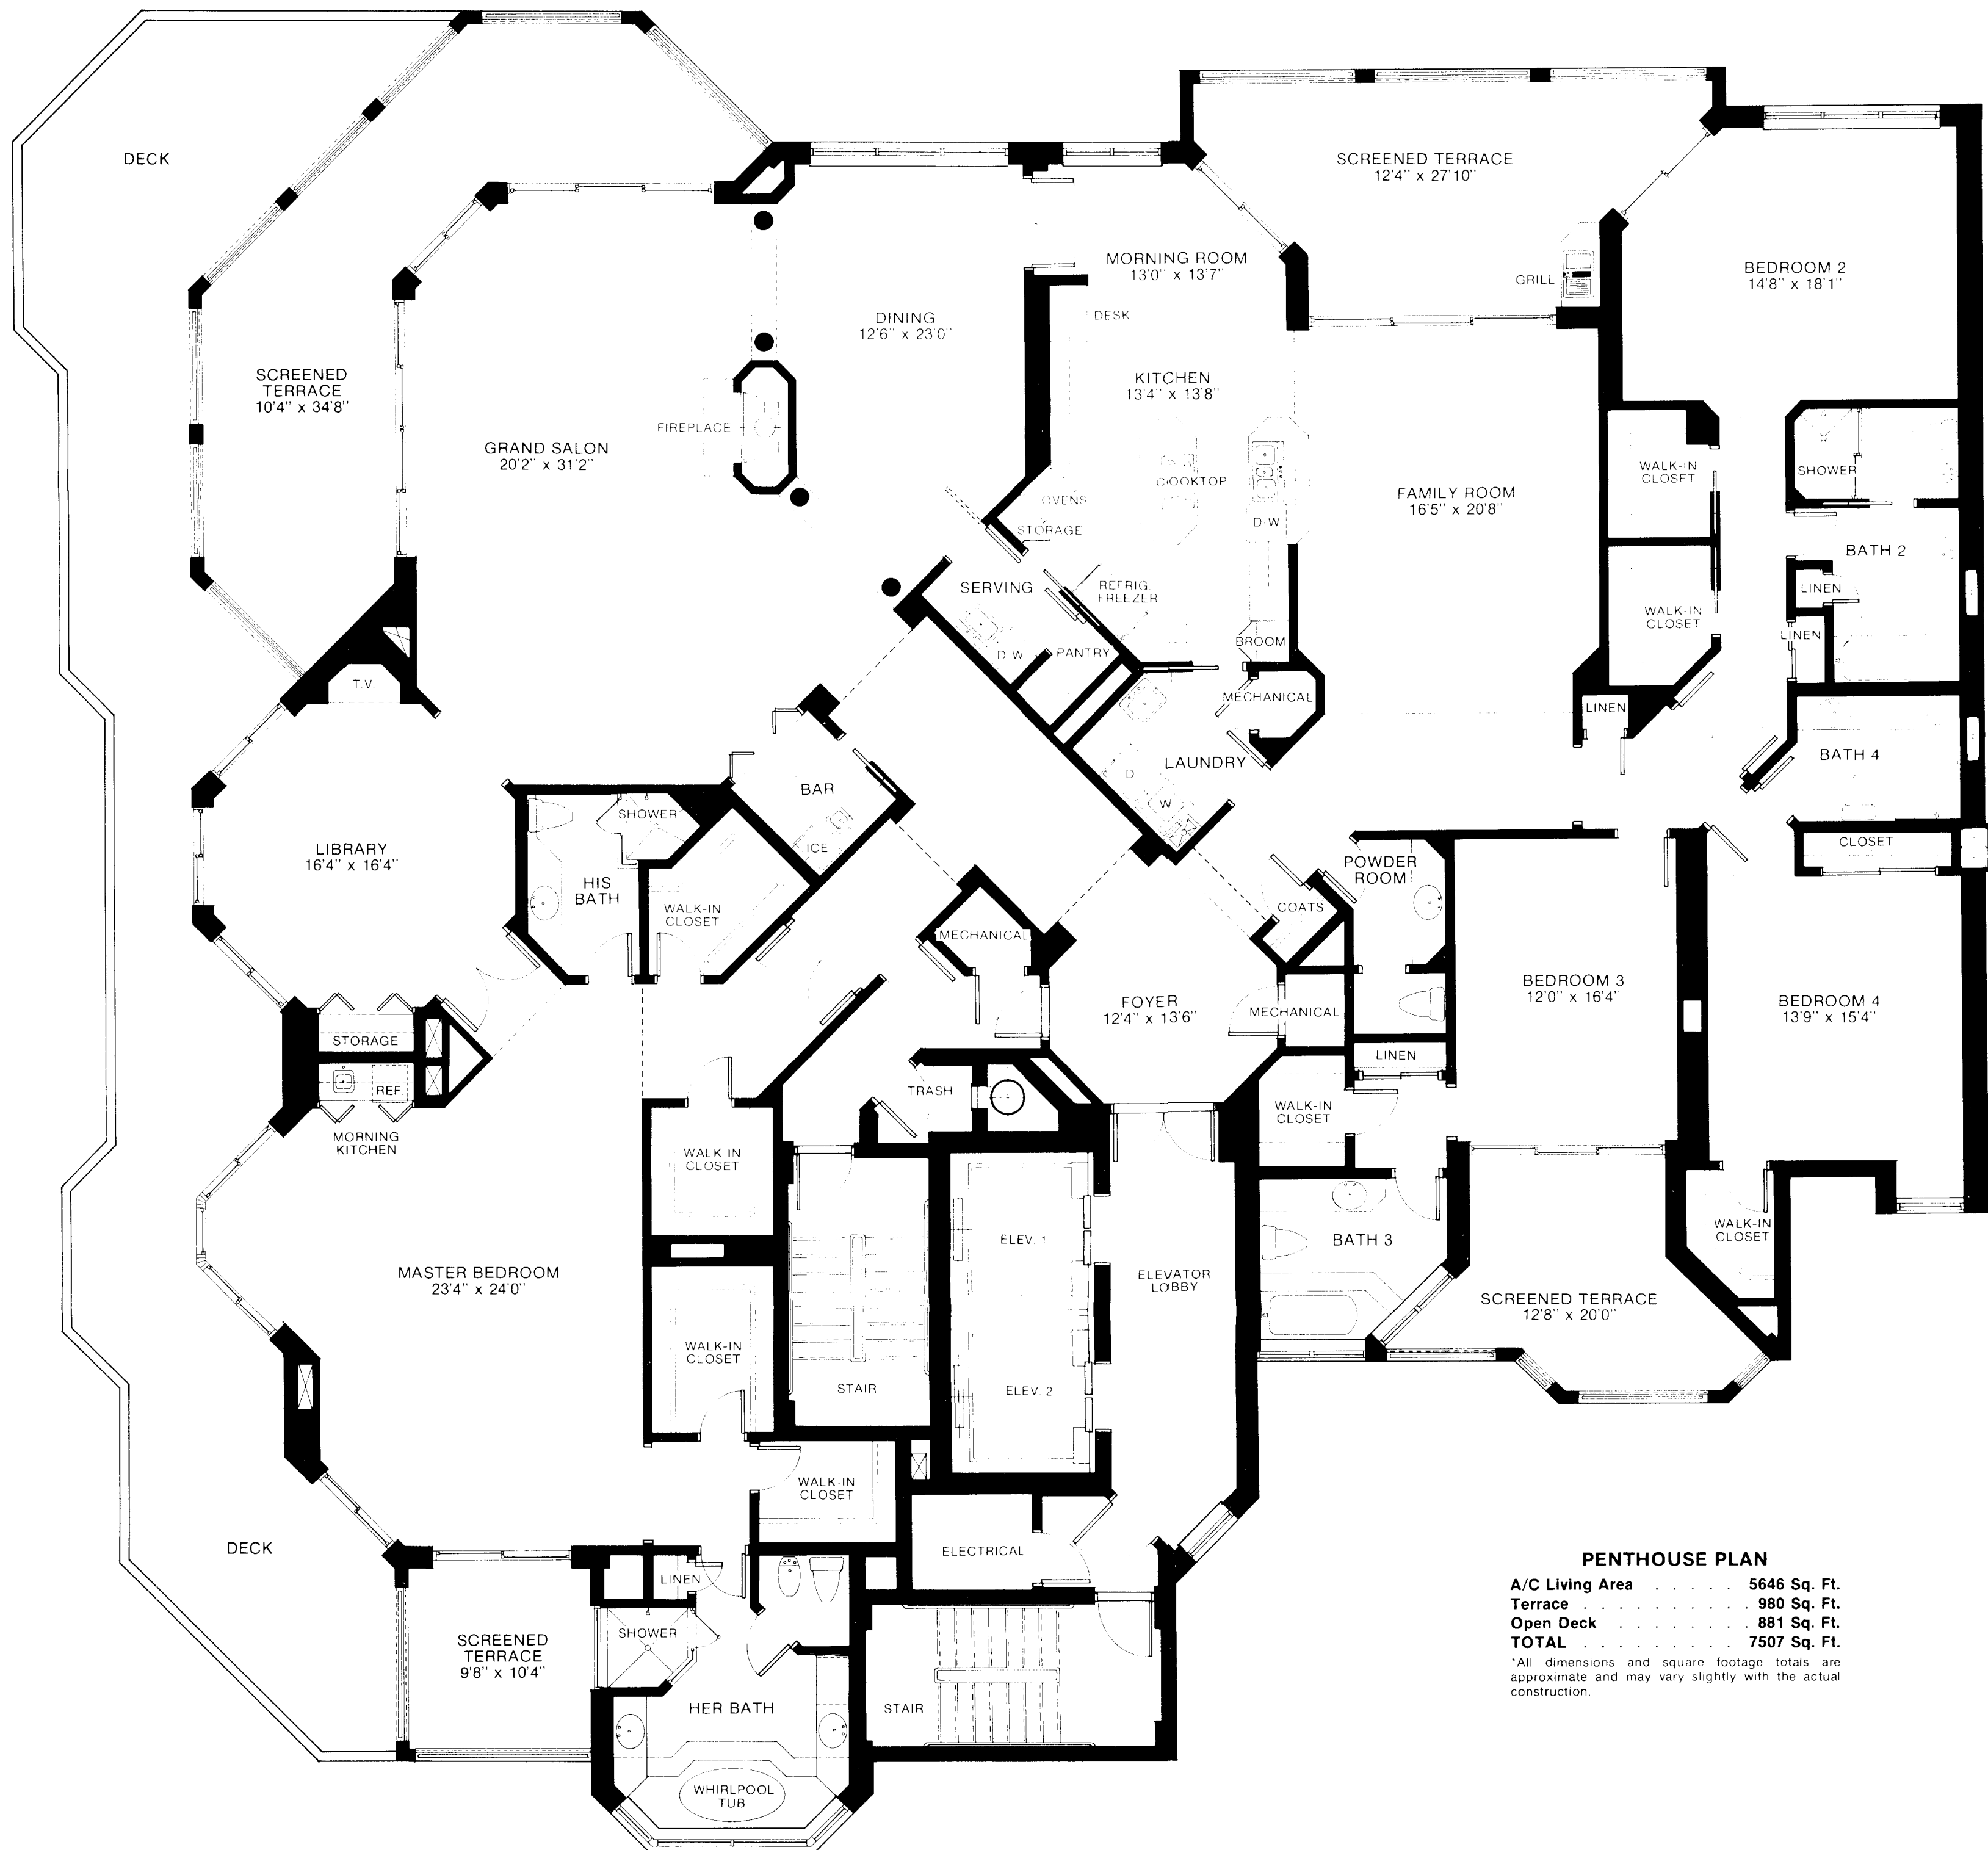 DECK
SCREENED TERRACE
12'4" x 27'10"
GRILL
BEDROOM 2
14'8" x 18'1"
MORNING ROOM
13'0" x 13'7"
DESK
DINING
12'6" x 23'0"
SCREENED
TERRACE
10'4" x 34'8"
FIREPLACE
GRAND SALON
20'2" x 31'2"
KITCHEN
13'4" x 13'8"
COOKTOP
OVENS
STORAGE
D W
FAMILY ROOM
16'5" x 20'8"
WALK-IN
CLOSET
SHOWER
BATH 2
LINEN
WALK-IN
CLOSET
LINEN
SERVING
D W
PANTRY
REFRIG
FREEZER
BROOM
MECHANICAL
LINEN
T.V.
BATH 4
LAUNDRY
D
W
BAR
ICE
SHOWER
HIS
BATH
WALK-IN
CLOSET
LIBRARY
16'4" x 16'4"
CLOSET
POWDER
ROOM
COATS
MECHANICAL
FOYER
12'4" x 13'6"
MECHANICAL
BEDROOM 3
12'0" x 16'4"
BEDROOM 4
13'9" x 15'4"
STORAGE
REF.
MORNING
KITCHEN
TRASH
LINEN
WALK-IN
CLOSET
WALK-IN
CLOSET
ELEV. 1
ELEVATOR
LOBBY
BATH 3
WALK-IN
CLOSET
MASTER BEDROOM
23'4" x 24'0"
SCREENED TERRACE
12'8" x 20'0"
WALK-IN
CLOSET
STAIR
ELEV. 2
WALK-IN
CLOSET
DECK
ELECTRICAL
LINEN
SHOWER
SCREENED
TERRACE
9'8" x 10'4"
HER BATH
STAIR
WHIRLPOOL
TUB
PENTHOUSE PLAN
A/C Living Area . . . . . 5646 Sq. Ft.
Terrace . . . . . . . . . . 980 Sq. Ft.
Open Deck . . . . . . . . 881 Sq. Ft.
TOTAL . . . . . . . . . 7507 Sq. Ft.
*All dimensions and square footage totals are
approximate and may vary slightly with the actual
construction.